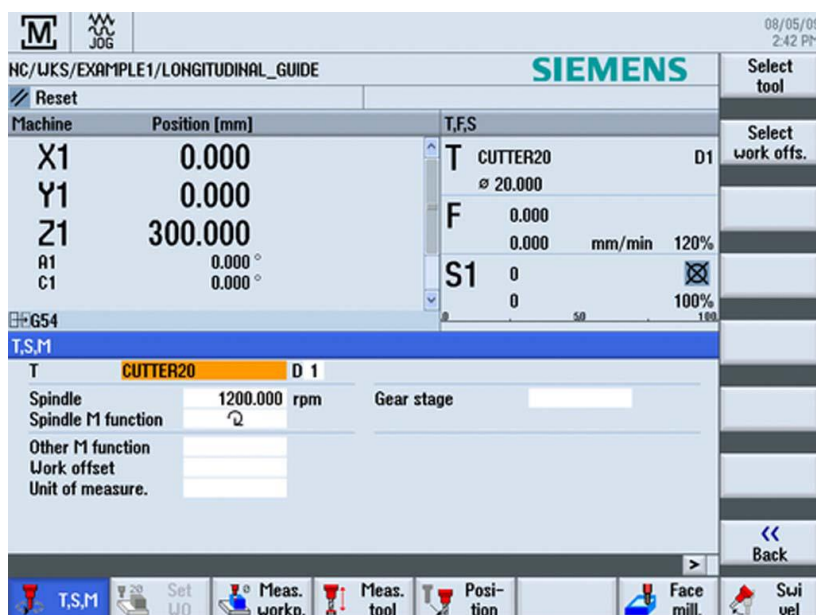 M JOG
08/05/09
2:42 PM
NC/WKS/EXAMPLE1/LONGITUDINAL_GUIDE
SIEMENS
Select
tool
Reset
Machine Position [mm]
T,F,S
Select
work offs.
X1 0.000
Y1 0.000
Z1 300.000
A1 0.000 °
C1 0.000 °
T CUTTER20 D1
ø 20.000
F 0.000
0.000 mm/min 120%
S1 0
0 100%
0 50 100
G54
T,S,M
T CUTTER20 D 1
Spindle 1200.000 rpm
Gear stage
Spindle M function
Other M function
Work offset
Unit of measure.
<<
Back
>
T,S,M
Set
WO
Meas.
workp.
Meas.
tool
Posi-
tion
Face
mill.
Swi
vel